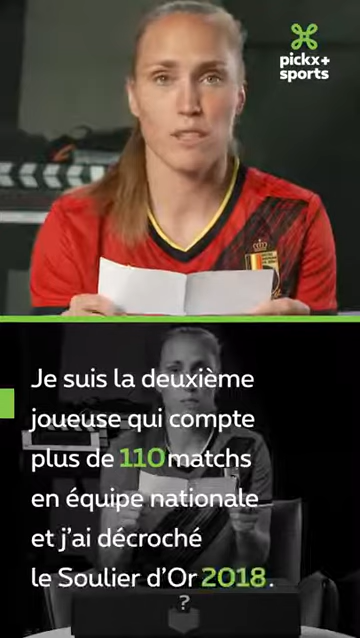 pickx+
sports
Je suis la deuxième
joueuse qui compte
plus de 110 matchs
en équipe nationale
et j'ai décroché
le Soulier d'Or 2018.
?